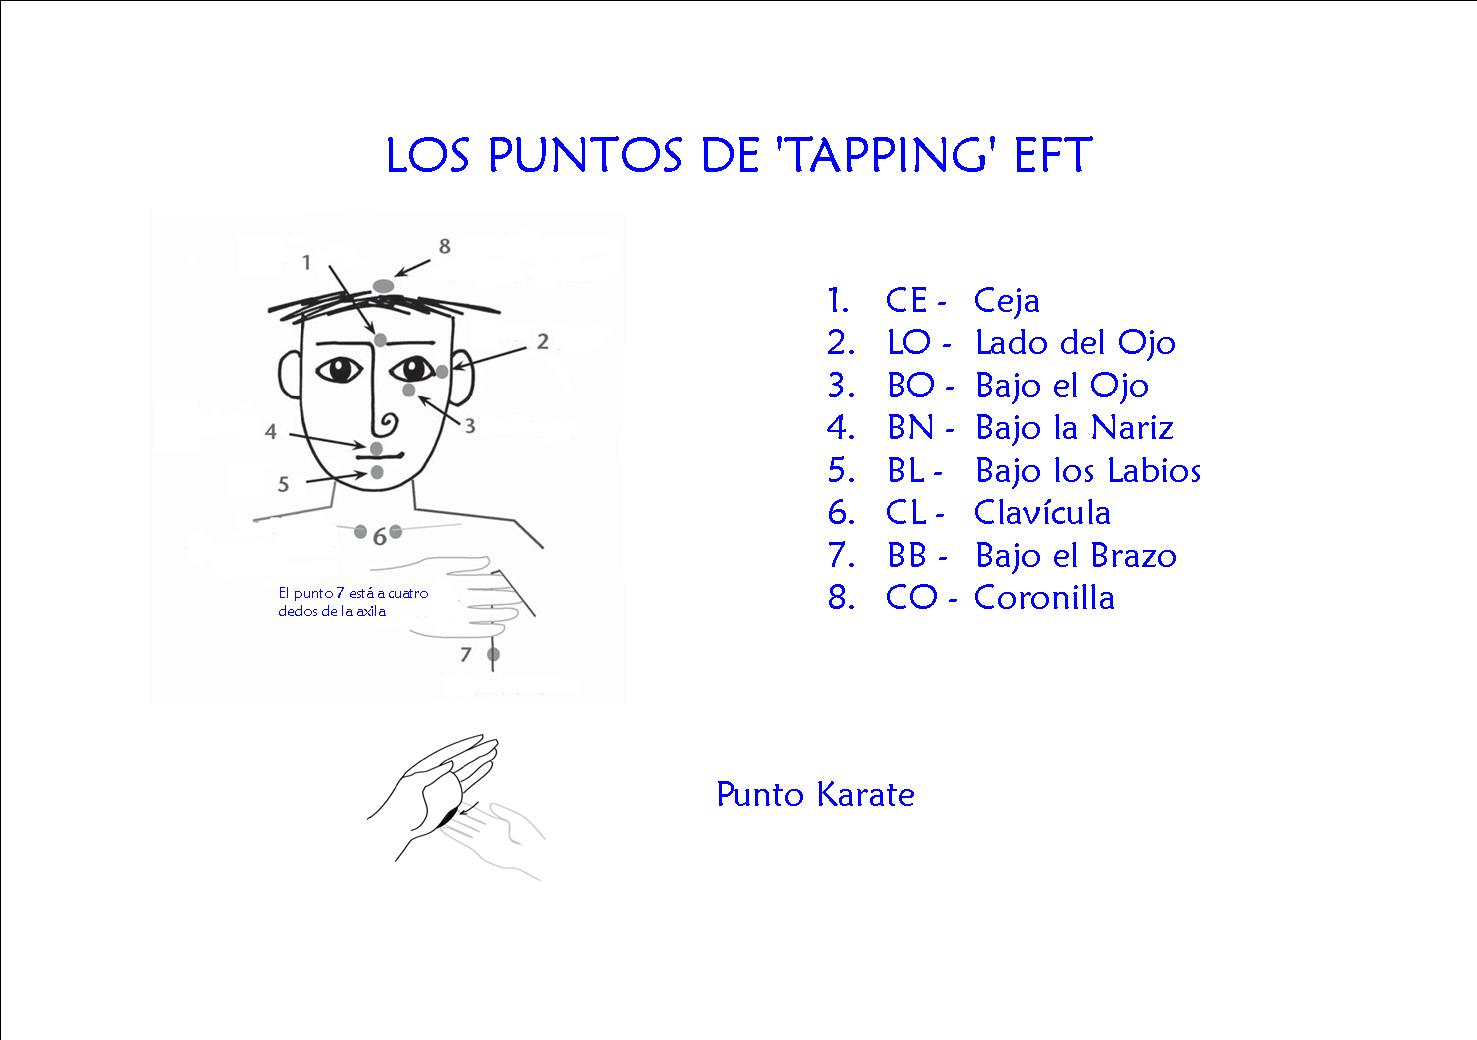 LOS PUNTOS DE 'TAPPING' EFT
8
1
2
3
4
5
6
El punto 7 está a cuatro
dedos de la axila
7
1. CE - Ceja
2. LO - Lado del Ojo
3. BO - Bajo el Ojo
4. BN - Bajo la Nariz
5. BL - Bajo los Labios
6. CL - Clavícula
7. BB - Bajo el Brazo
8. CO - Coronilla
Punto Karate